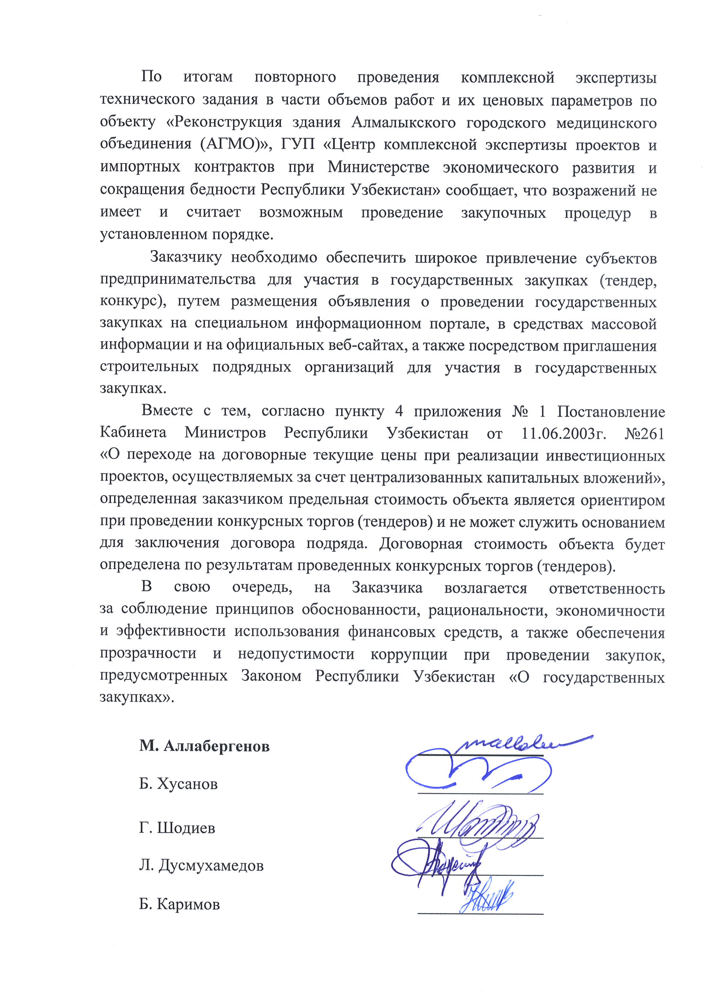 По итогам повторного проведения комплексной экспертизы
технического задания в части объемов работ и их ценовых параметров по
объекту «Реконструкция здания Алмалыкского городского медицинского
объединения (АГМО)», ГУП «Центр комплексной экспертизы проектов и
импортных контрактов при Министерстве экономического развития и
сокращения бедности Республики Узбекистан» сообщает, что возражений не
имеет и считает возможным проведение закупочных процедур в
установленном порядке.
Заказчику необходимо обеспечить широкое привлечение субъектов
предпринимательства для участия в государственных закупках (тендер,
конкурс), путем размещения объявления о проведении государственных
закупках на специальном информационном портале, в средствах массовой
информации и на официальных веб-сайтах, а также посредством приглашения
строительных подрядных организаций для участия в государственных
закупках.
Вместе с тем, согласно пункту 4 приложения № 1 Постановление
Кабинета Министров Республики Узбекистан от 11.06.2003г. №261
«О переходе на договорные текущие цены при реализации инвестиционных
проектов, осуществляемых за счет централизованных капитальных вложений»,
определенная заказчиком предельная стоимость объекта является ориентиром
при проведении конкурсных торгов (тендеров) и не может служить основанием
для заключения договора подряда. Договорная стоимость объекта будет
определена по результатам проведенных конкурсных торгов (тендеров).
В свою очередь, на Заказчика возлагается ответственность
за соблюдение принципов обоснованности, рациональности, экономичности
и эффективности использования финансовых средств, а также обеспечения
прозрачности и недопустимости коррупции при проведении закупок,
предусмотренных Законом Республики Узбекистан «О государственных
закупках».
М. Аллабергенов
Б. Хусанов
Г. Шодиев
Л. Дусмухамедов
Б. Каримов